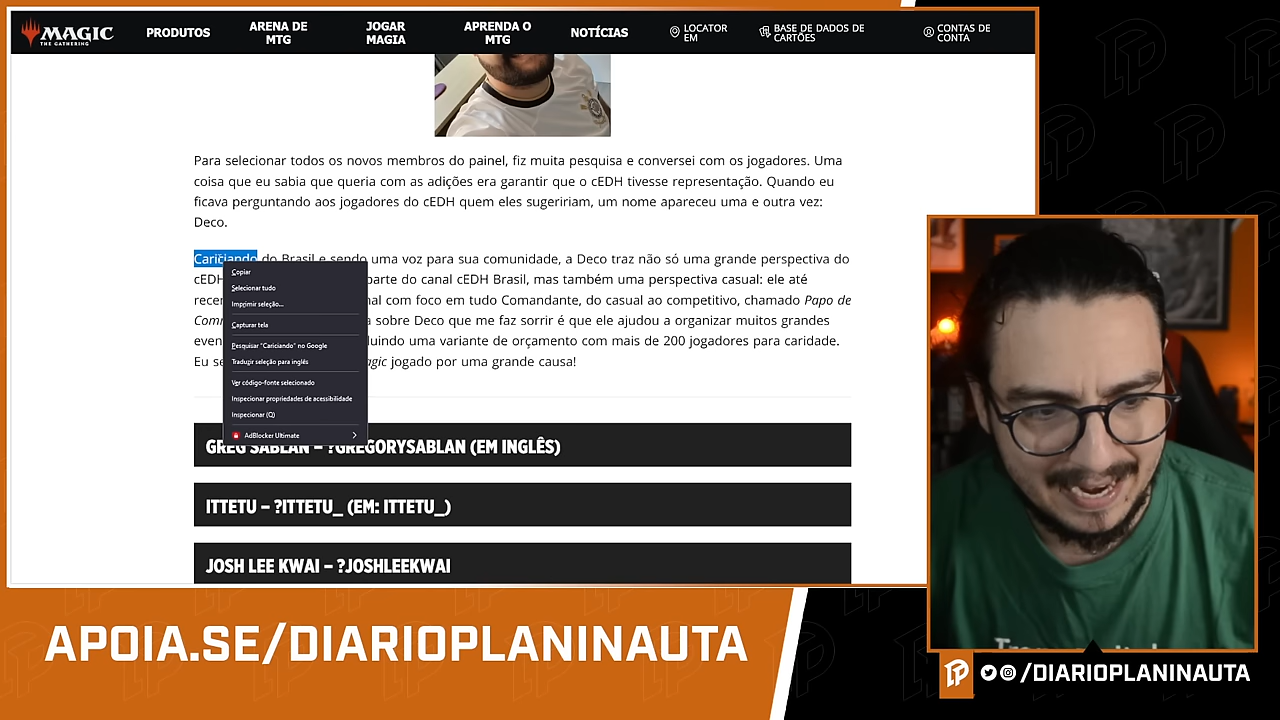 MAGIC
THE GATHERING
PRODUTOS
ARENA DE
MTG
JOGAR
MAGIA
APRENDA O
MTG
NOTÍCIAS
LOCATOR
EM
BASE DE DADOS DE
CARTÕES
CONTAS DE
CONTA
Para selecionar todos os novos membros do painel, fiz muita pesquisa e conversei com os jogadores. Uma
coisa que eu sabia que queria com as adições era garantir que o cEDH tivesse representação. Quando eu
ficava perguntando aos jogadores do cEDH quem eles sugeririam, um nome apareceu uma e outra vez:
Deco.
Cariciando do Brasil e sendo uma voz para sua comunidade, a Deco traz não só uma grande perspectiva do
cEDH parte do canal cEDH Brasil, mas também uma perspectiva casual: ele até
com foco em tudo Comandante, do casual ao competitivo, chamado Papo de
sobre Deco que me faz sorrir é que ele ajudou a organizar muitos grandes
uma variante de orçamento com mais de 200 jogadores para caridade.
Eu jogado por uma grande causa!
Copiar
Selecionar tudo
Imprimir seleção...
Capturar tela
Pesquisar "Cariciando" no Google
Traduzir seleção para inglês
Ver código-fonte selecionado
Inspecionar propriedades de acessibilidade
Inspecionar (Q)
AdBlocker Ultimate
GREG SABLAN – ?GREGORYSABLAN (EM INGLÊS)
ITTETU – ?ITTETU_ (EM: ITTETU_)
JOSH LEE KWAI – ?JOSHLEEKWAI
APOIA.SE/DIARIOPLANINAUTA
/DIARIOPLANINAUTA